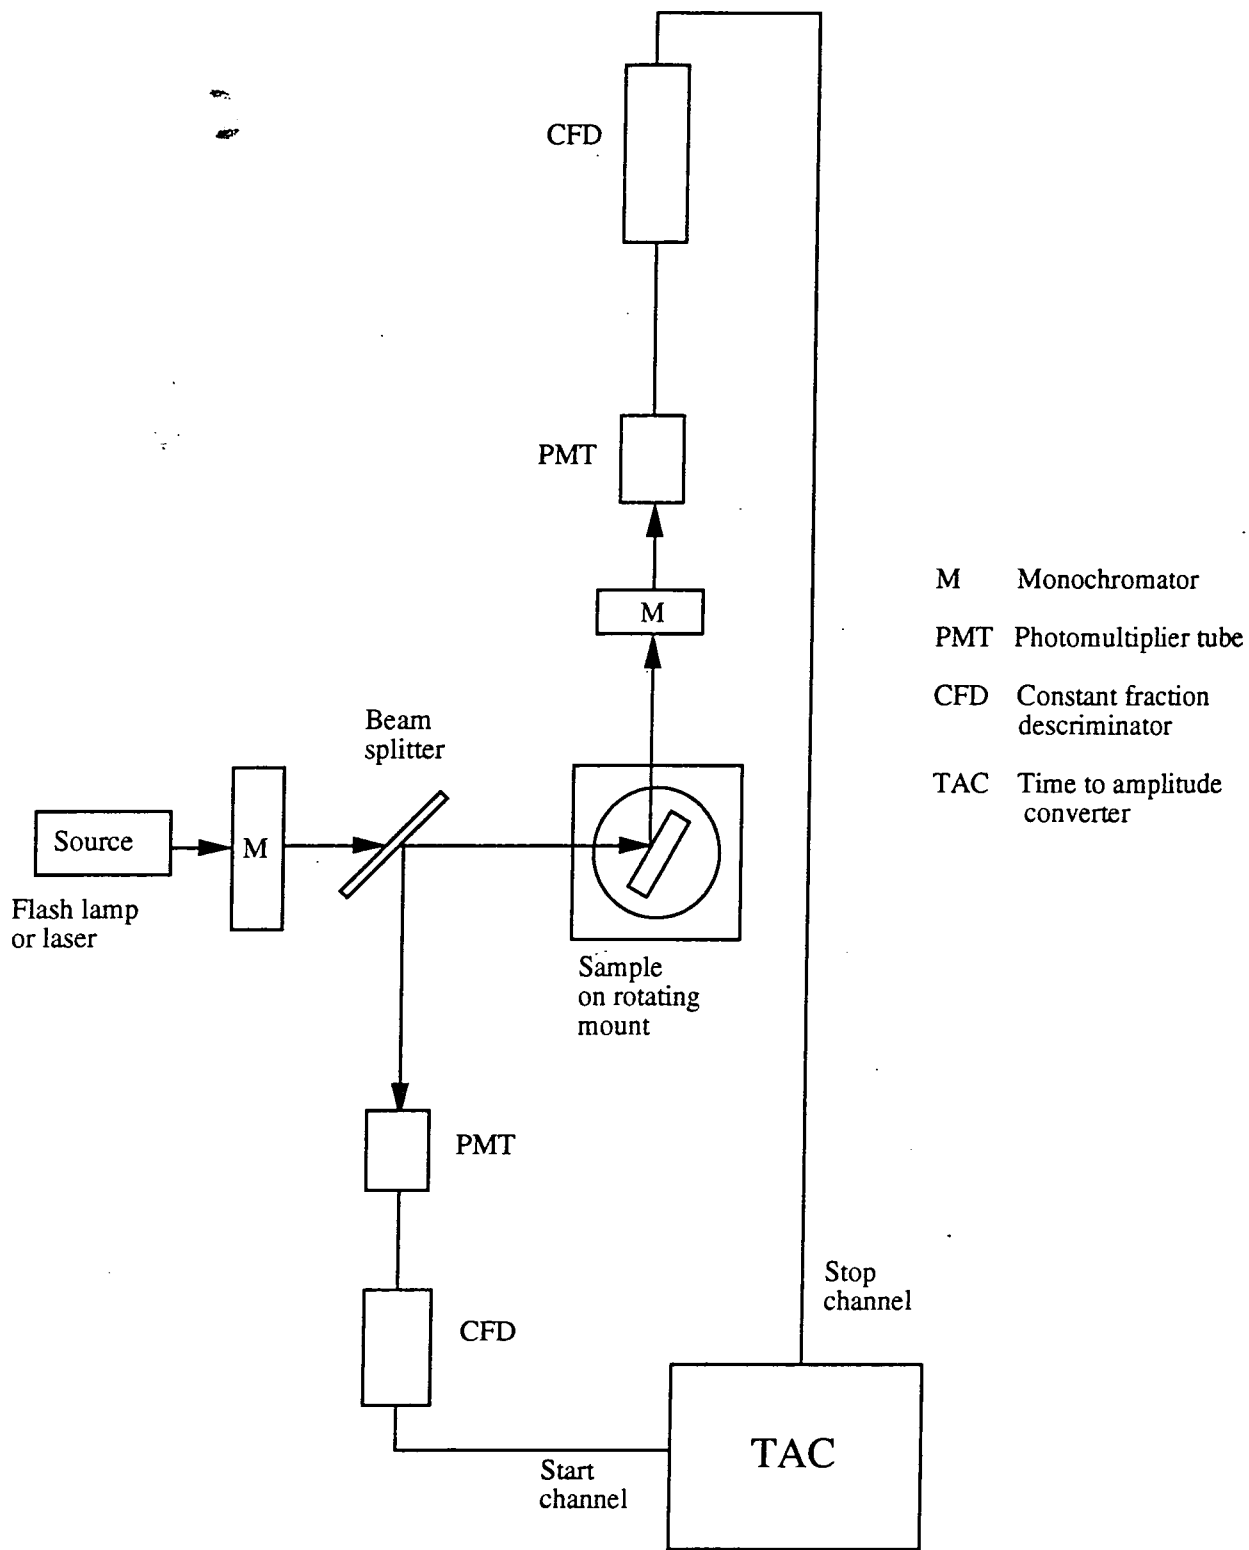 CFD
PMT
M
M Monochromator
PMT Photomultiplier tube
CFD Constant fraction
descriminator
TAC Time to amplitude
converter
Beam
splitter
Source
M
Flash lamp
or laser
Sample
on rotating
mount
PMT
CFD
Stop
channel
TAC
Start
channel